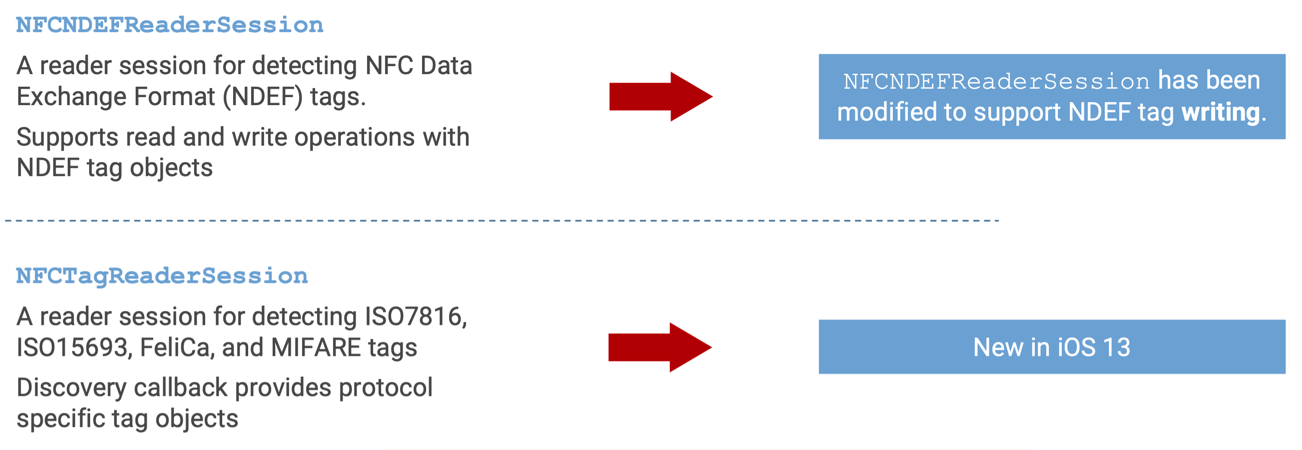 NFCNDEFReaderSession
A reader session for detecting NFC Data
Exchange Format (NDEF) tags.
Supports read and write operations with
NDEF tag objects
NFCNDEFReaderSession has been
modified to support NDEF tag writing.
NFCTagReaderSession
A reader session for detecting ISO7816,
ISO15693, FeliCa, and MIFARE tags
Discovery callback provides protocol
specific tag objects
New in iOS 13